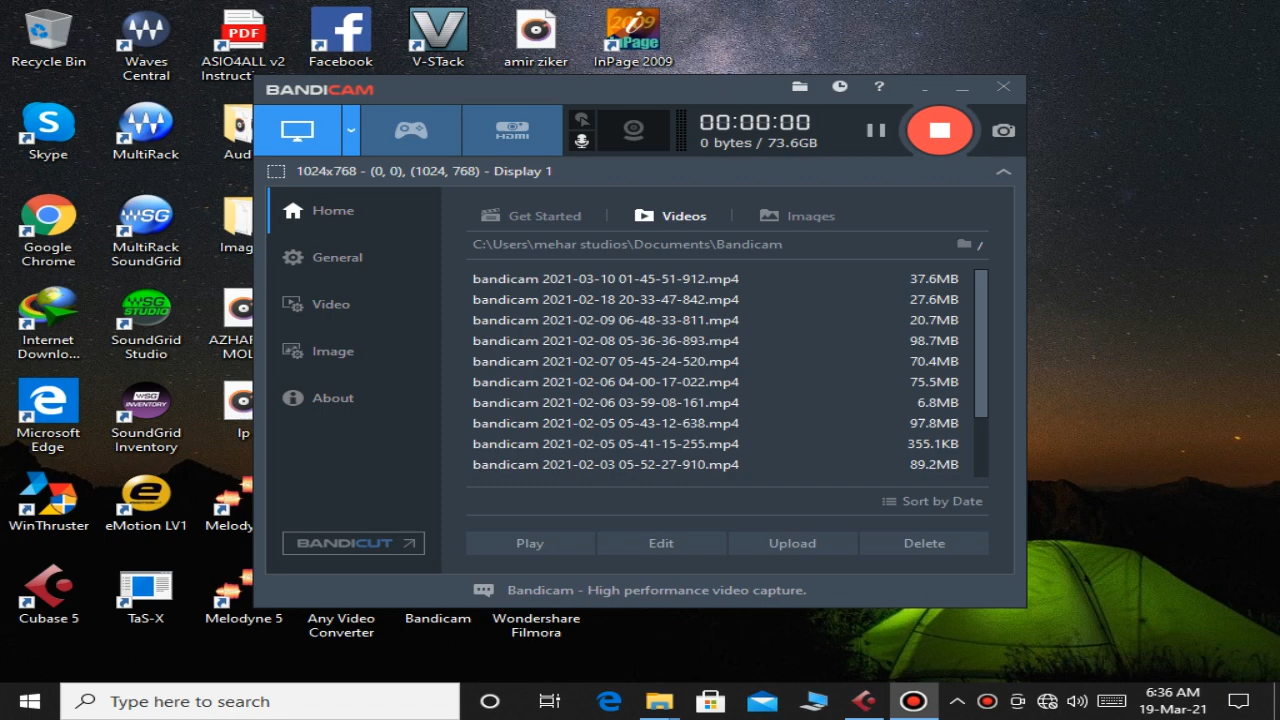 Recycle Bin
Waves
Central
PDF
ASIO4ALL v2
Instruct
Facebook
V-STack
amir ziker
2009
InPage
InPage 2009
Skype
MultiRack
Aud
Google
Chrome
WSG
MultiRack
SoundGrid
Imag
Internet
Downlo...
WSG
STUDIO
SoundGrid
Studio
AZHAR
MOL
Microsoft
Edge
WSG
INVENTORY
SoundGrid
Inventory
Ip
WinThruster
eMotion LV1
Melody
Cubase 5
TaS-X
Melodyne 5
Any Video
Converter
Bandicam
Wondershare
Filmora
BANDICAM
?
HDMI
00:00:00
0 bytes / 73.6GB
1024x768 - (0, 0), (1024, 768) - Display 1
Home
General
Video
Image
About
BANDICUT
Get Started
Videos
Images
C:\Users\mehar studios\Documents\Bandicam
/
bandicam 2021-03-10 01-45-51-912.mp4 37.6MB
bandicam 2021-02-18 20-33-47-842.mp4 27.6MB
bandicam 2021-02-09 06-48-33-811.mp4 20.7MB
bandicam 2021-02-08 05-36-36-893.mp4 98.7MB
bandicam 2021-02-07 05-45-24-520.mp4 70.4MB
bandicam 2021-02-06 04-00-17-022.mp4 75.5MB
bandicam 2021-02-06 03-59-08-161.mp4 6.8MB
bandicam 2021-02-05 05-43-12-638.mp4 97.8MB
bandicam 2021-02-05 05-41-15-255.mp4 355.1KB
bandicam 2021-02-03 05-52-27-910.mp4 89.2MB
Sort by Date
Play Edit Upload Delete
Bandicam - High performance video capture.
Type here to search
6:36 AM
19-Mar-21